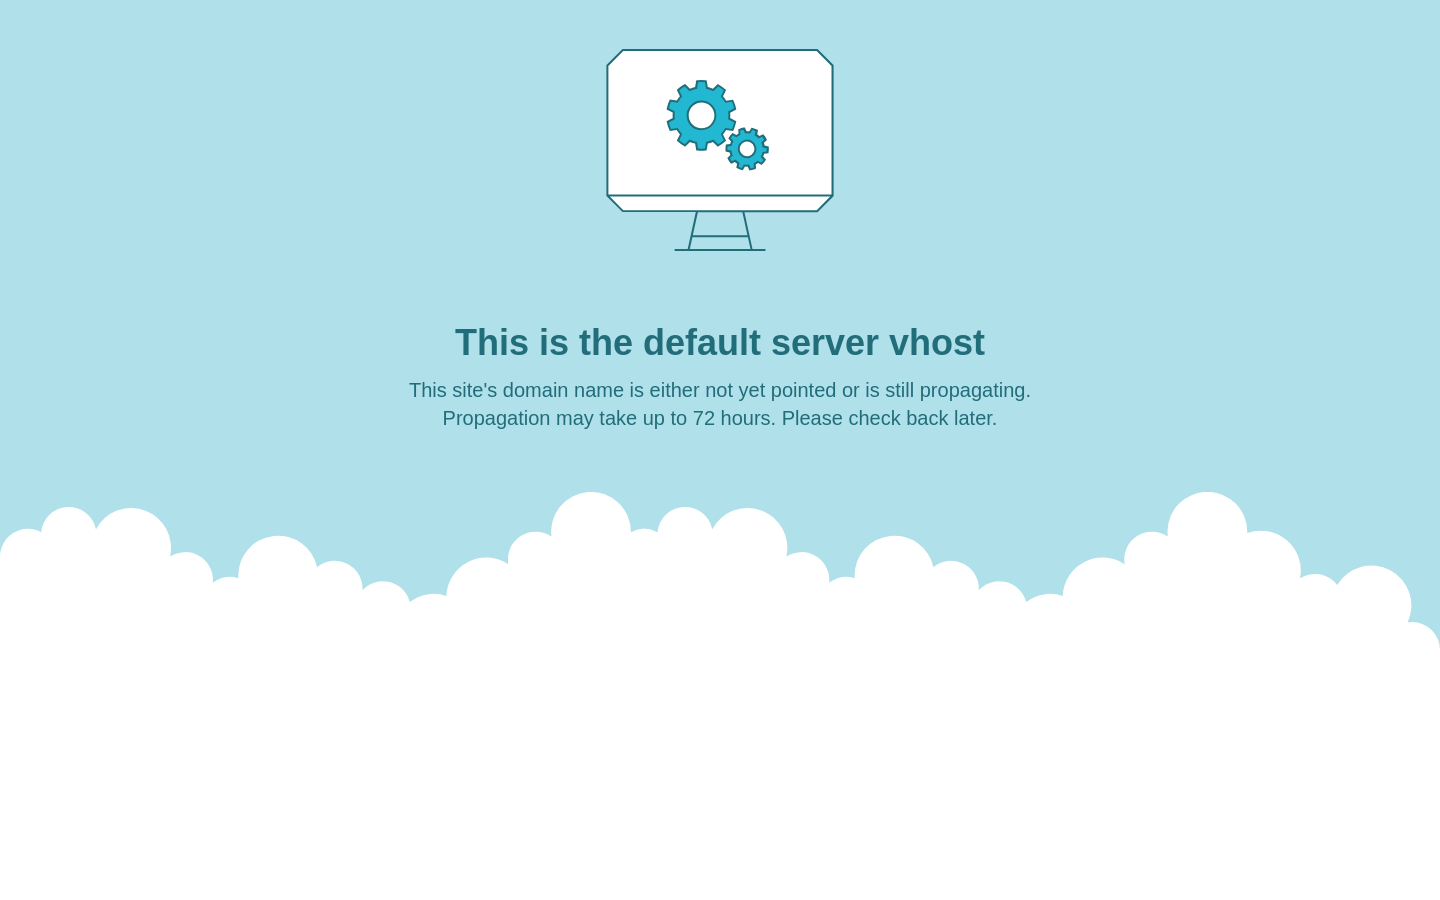 This is the default server vhost
This site's domain name is either not yet pointed or is still propagating.
Propagation may take up to 72 hours. Please check back later.